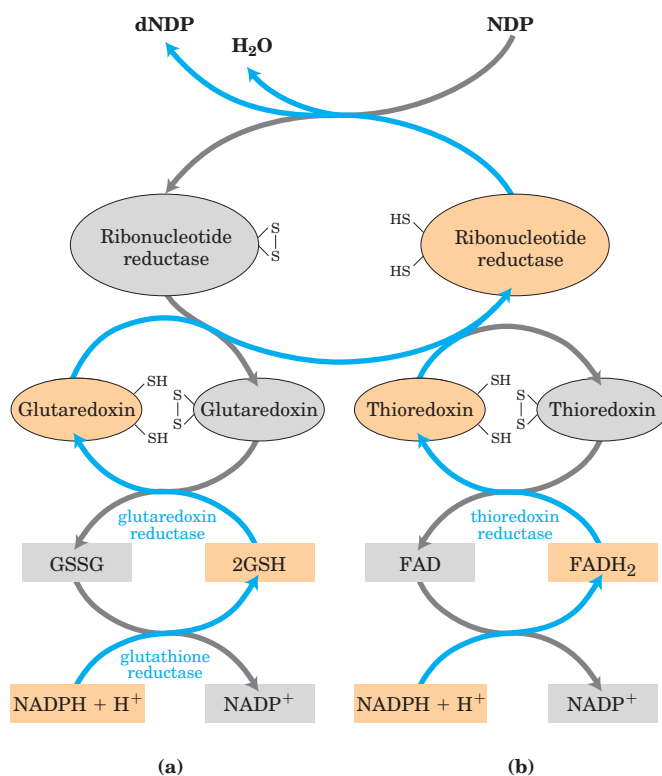 dNDP
H₂O
NDP
Ribonucleotide
reductase
S
S
HS
HS
Ribonucleotide
reductase
Glutaredoxin
SH
SH
S
S
Glutaredoxin
Thioredoxin
SH
SH
S
S
Thioredoxin
glutaredoxin
reductase
thioredoxin
reductase
GSSG
2GSH
FAD
FADH₂
glutathione
reductase
NADPH + H⁺
NADP⁺
NADPH + H⁺
NADP⁺
(a)
(b)